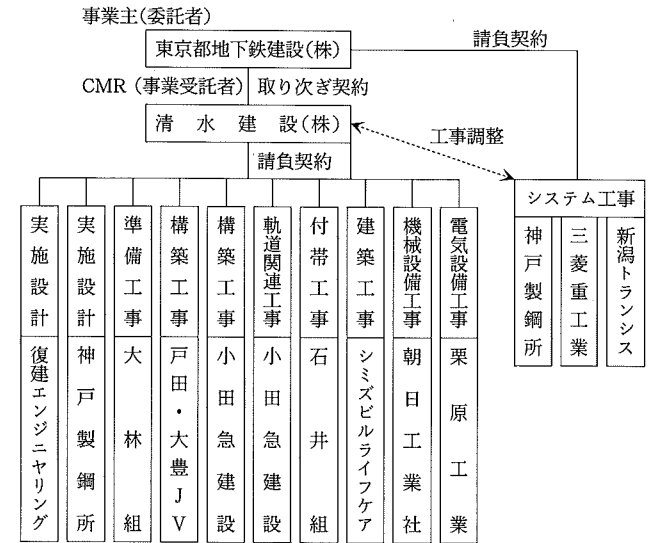 事業主(委託者)
東京都地下鉄建設(株)
請負契約
CMR (事業受託者)
取り次ぎ契約
清水建設(株)
工事調整
請負契約
システム工事
神戸製鋼所
三菱重工業
新潟トランシス
実施設計
復建エンジニヤリング
実施設計
神戸製鋼所
準備工事
大林組
構築工事
戸田・大豊JV
構築工事
小田急建設
軌道関連工事
小田急建設
付帯工事
石井組
建築工事
シミズビルライフケア
機械設備工事
朝日工業社
電気設備工事
栗原工業